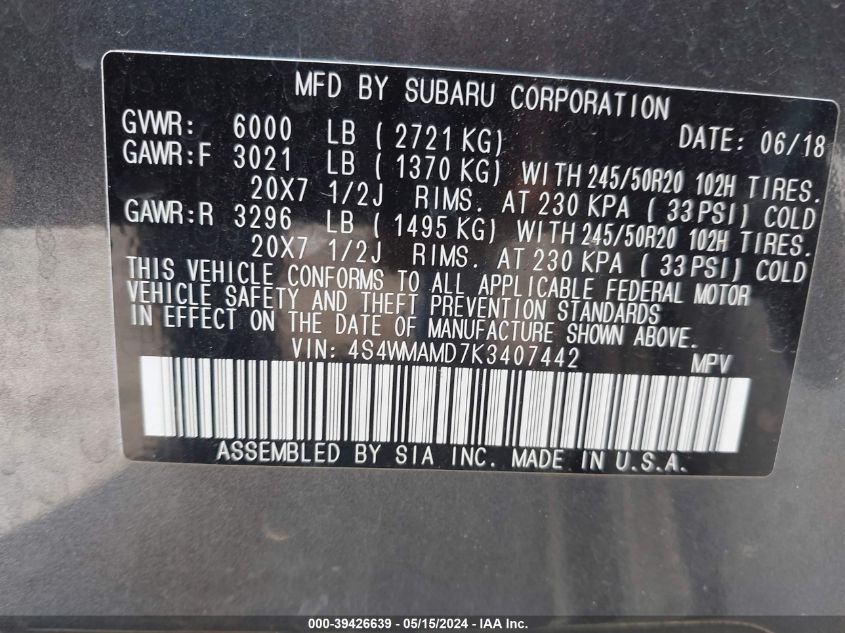 MFD BY SUBARU CORPORATION
GVWR: 6000 LB ( 2721 KG) DATE: 06/18
GAWR:F 3021 LB ( 1370 KG) WITH 245/50R20 102H TIRES.
20X7 1/2J RIMS. AT 230 KPA ( 33 PSI) COLD
GAWR:R 3296 LB ( 1495 KG) WITH 245/50R20 102H TIRES.
20X7 1/2J RIMS. AT 230 KPA ( 33 PSI) COLD
THIS VEHICLE CONFORMS TO ALL APPLICABLE FEDERAL MOTOR
VEHICLE SAFETY AND THEFT PREVENTION STANDARDS
IN EFFECT ON THE DATE OF MANUFACTURE SHOWN ABOVE.
VIN: 4S4WMAMD7K3407442 MPV
ASSEMBLED BY SIA INC. MADE IN U.S.A.
000-39426639 - 05/15/2024 - IAA Inc.